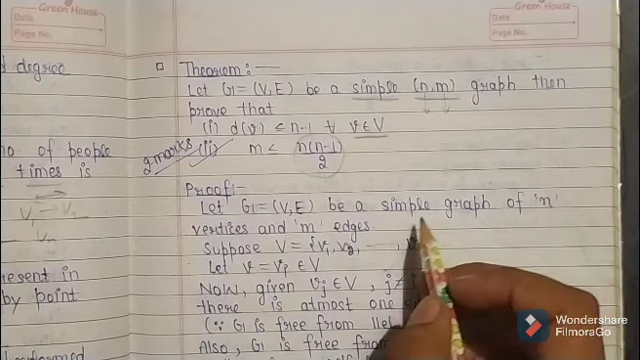 Green House
Date
Page No.
Green House
Date
Page No.
d degree
□ Theorem:-
Let G=(V,E) be a simple (n,m) graph then
prove that
(i) d(v) ≤ n-1 ∀ v∈V
2 marks (ii) m ≤ n(n-1)/2
no of people
times is
V₁
Vn
Proof:-
Let G=(V,E) be a simple graph of 'n'
vertices and 'm' edges.
Suppose V = {v₁, v₂, ---,
Let v = vᵢ ∈ V
Now, given vⱼ ∈ V, j≠
there is atmost one
(∵ G is free from
Also, G is free from
present in
by point
Wondershare
FilmoraGo